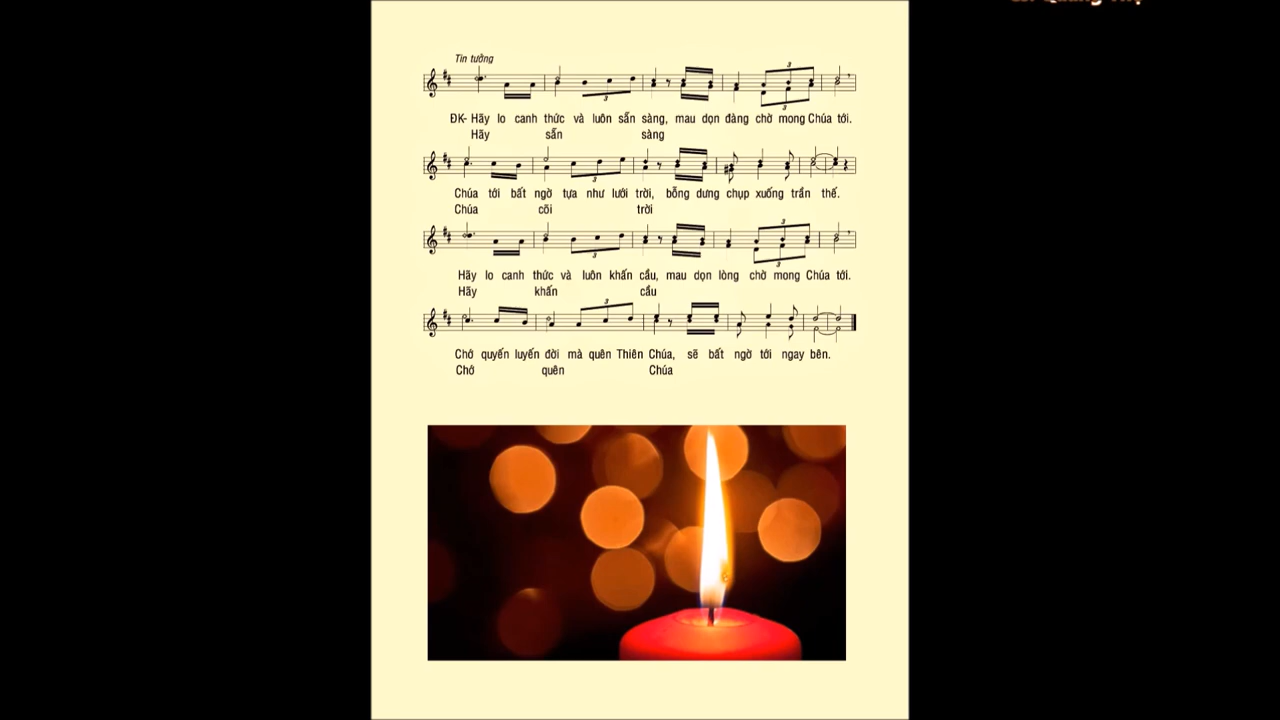 Tin tưởng
ĐK- Hãy lo canh thức và luôn sẵn sàng, mau dọn đàng chờ mong Chúa tới.
Hãy sẵn sàng
Chúa tới bất ngờ tựa như lưới trời, bỗng dưng chụp xuống trần thế.
Chúa cõi trời
Hãy lo canh thức và luôn khấn cầu, mau dọn lòng chờ mong Chúa tới.
Hãy khấn cầu
Chớ quyến luyến đời mà quên Thiên Chúa, sẽ bất ngờ tới ngay bên.
Chớ quên Chúa